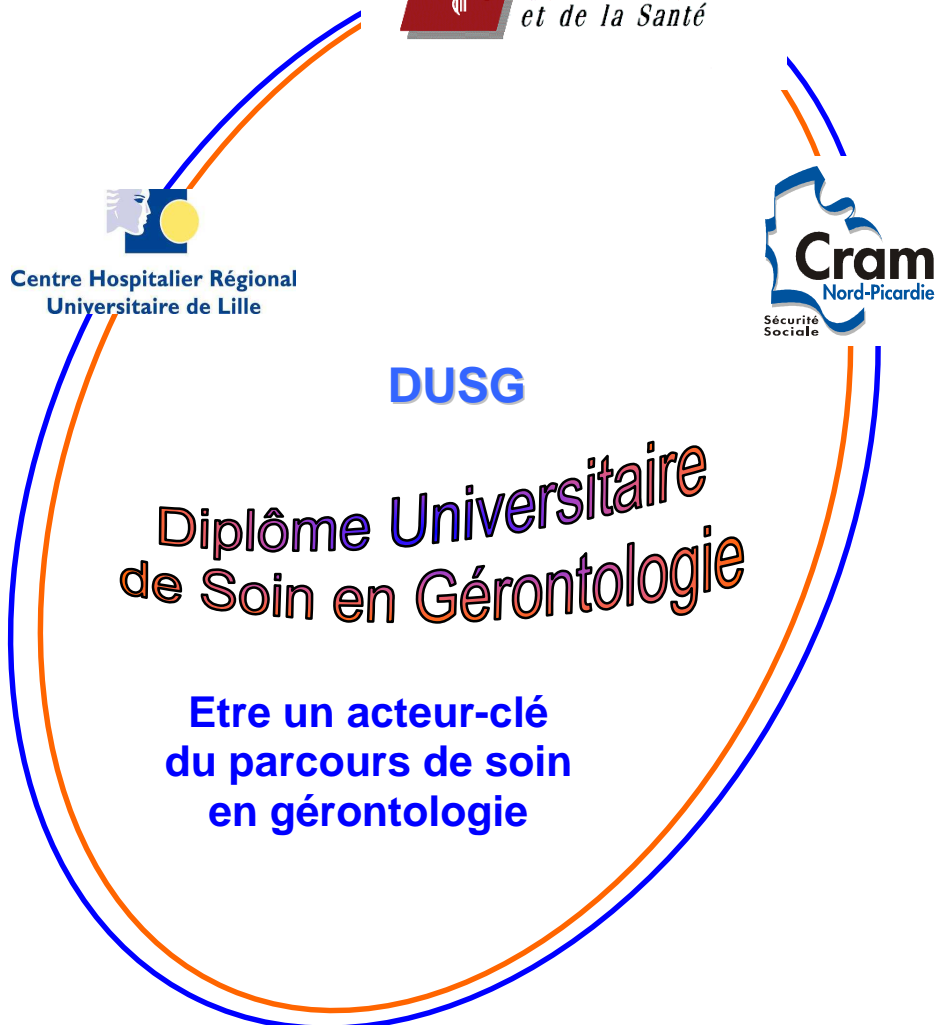 et de la Santé
Centre Hospitalier Régional
Universitaire de Lille
Cram
Nord-Picardie
Sécurité
Sociale
DUSG
Diplôme Universitaire
de Soin en Gérontologie
Etre un acteur-clé
du parcours de soin
en gérontologie